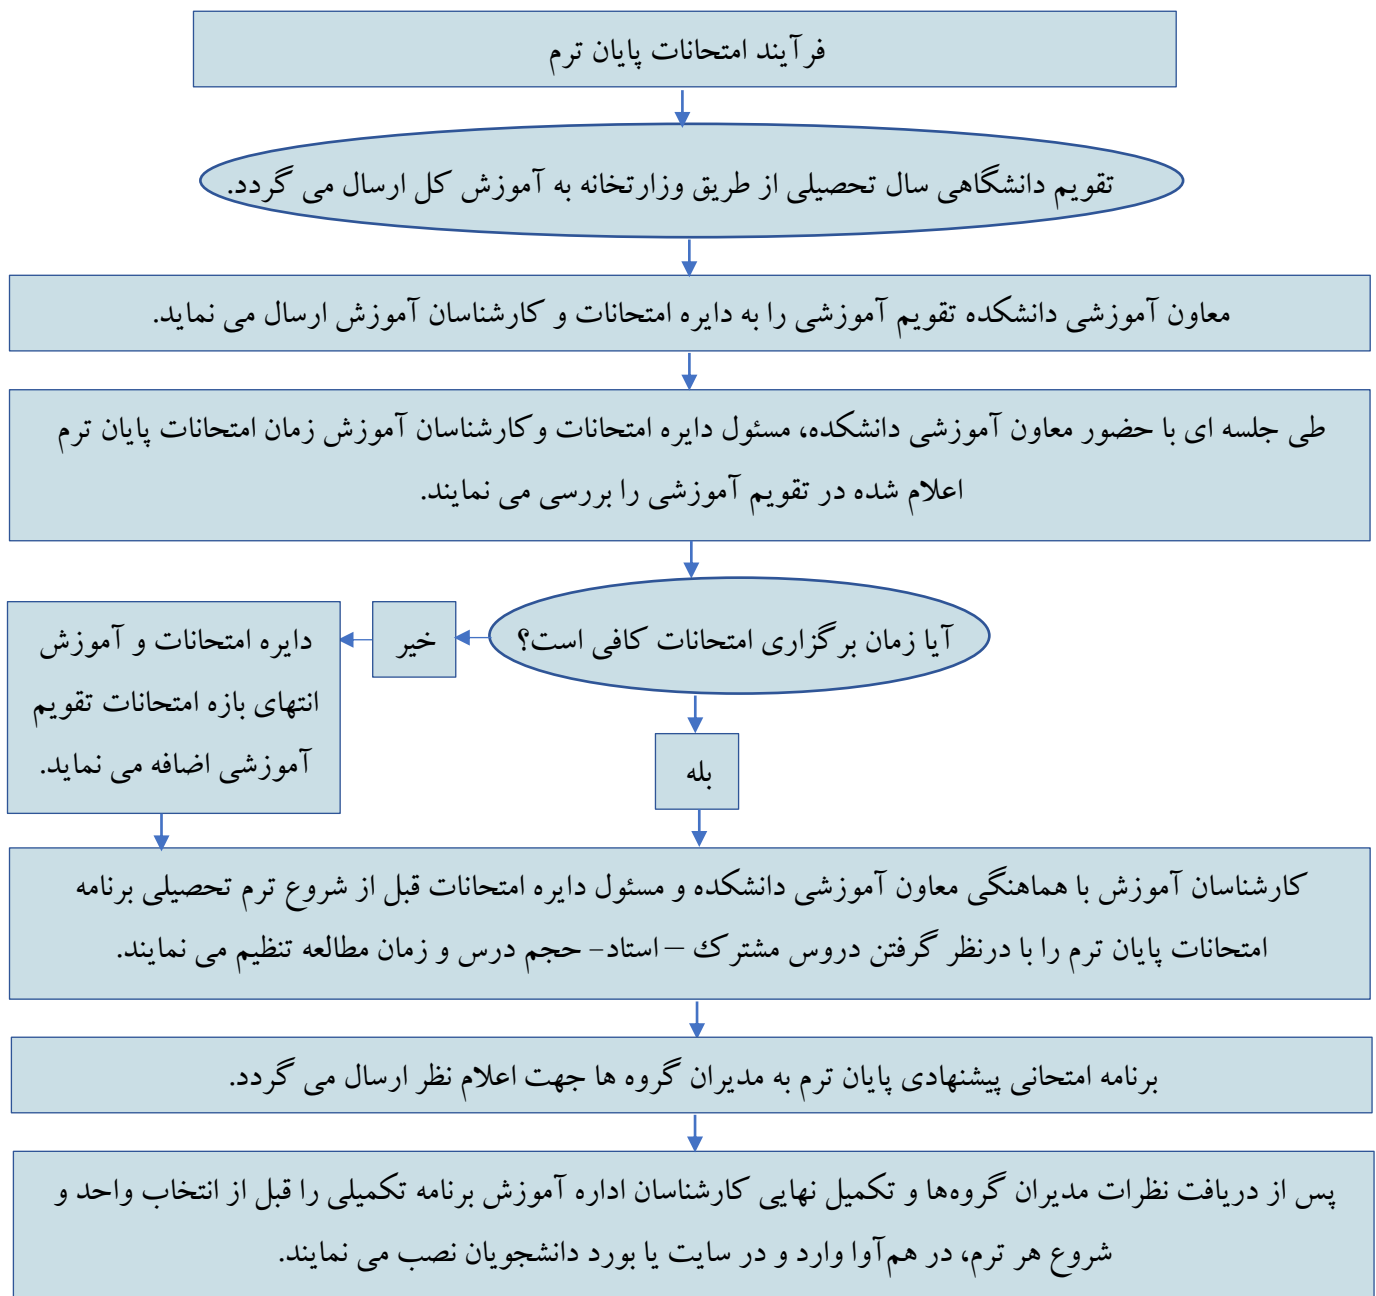 فرآیند امتحانات پایان ترم
تقویم دانشگاهی سال تحصیلی از طریق وزارتخانه به آموزش کل ارسال می گردد.
معاون آموزشی دانشکده تقویم آموزشی را به دایره امتحانات و کارشناسان آموزش ارسال می نماید.
طی جلسه ای با حضور معاون آموزشی دانشکده، مسئول دایره امتحانات وکارشناسان آموزش زمان امتحانات پایان ترم
اعلام شده در تقویم آموزشی را بررسی می نمایند.
آیا زمان برگزاری امتحانات کافی است؟
خیر
دایره امتحانات و آموزش
انتهای بازه امتحانات تقویم
آموزشی اضافه می نماید.
بله
کارشناسان آموزش با هماهنگی معاون آموزشی دانشکده و مسئول دایره امتحانات قبل از شروع ترم تحصیلی برنامه
امتحانات پایان ترم را با درنظر گرفتن دروس مشترک – استاد- حجم درس و زمان مطالعه تنظیم می نمایند.
برنامه امتحانی پیشنهادی پایان ترم به مدیران گروه ها جهت اعلام نظر ارسال می گردد.
پس از دریافت نظرات مدیران گروه‌ها و تکمیل نهایی کارشناسان اداره آموزش برنامه تکمیلی را قبل از انتخاب واحد و
شروع هر ترم، در هم‌آوا وارد و در سایت یا بورد دانشجویان نصب می نمایند.